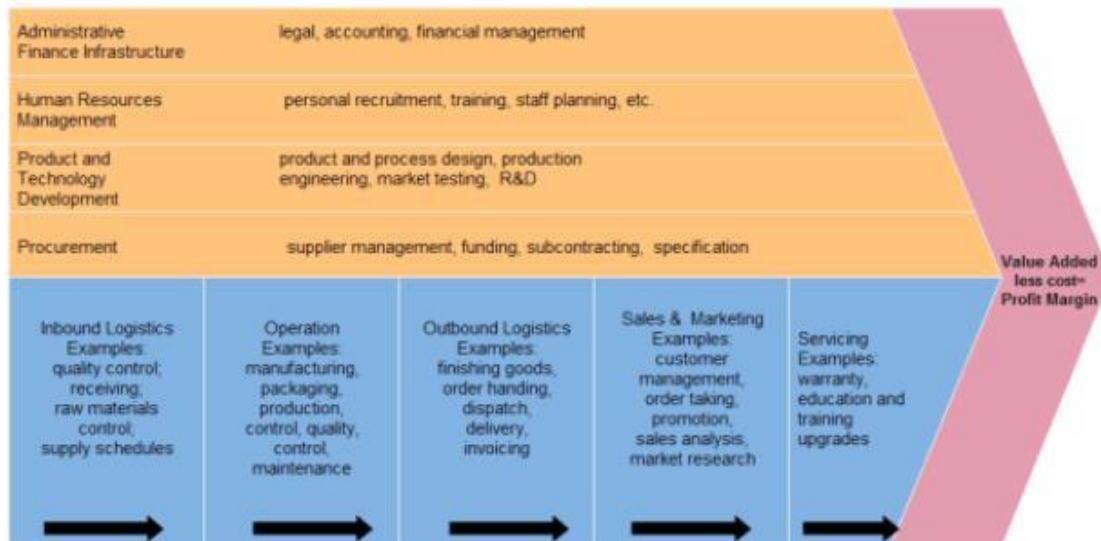 Administrative
Finance Infrastructure
legal, accounting, financial management
Human Resources
Management
personal recruitment, training, staff planning, etc.
Product and
Technology
Development
product and process design, production
engineering, market testing, R&D
Procurement
supplier management, funding, subcontracting, specification
Value Added
less cost=
Profit Margin
Inbound Logistics
Examples:
quality control;
receiving;
raw materials
control;
supply schedules
Operation
Examples:
manufacturing,
packaging,
production,
control, quality,
control,
maintenance
Outbound Logistics
Examples:
finishing goods,
order handing,
dispatch,
delivery,
invoicing
Sales & Marketing
Examples:
customer
management,
order taking,
promotion,
sales analysis,
market research
Servicing
Examples:
warranty,
education and
training
upgrades